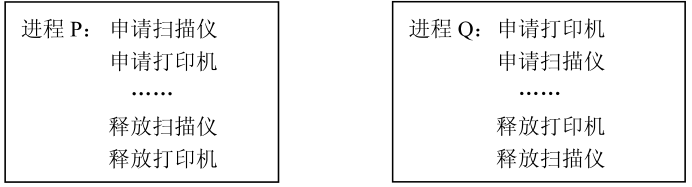 进程 P： 申请扫描仪
申请打印机
……
释放扫描仪
释放打印机
进程 Q： 申请打印机
申请扫描仪
……
释放打印机
释放扫描仪